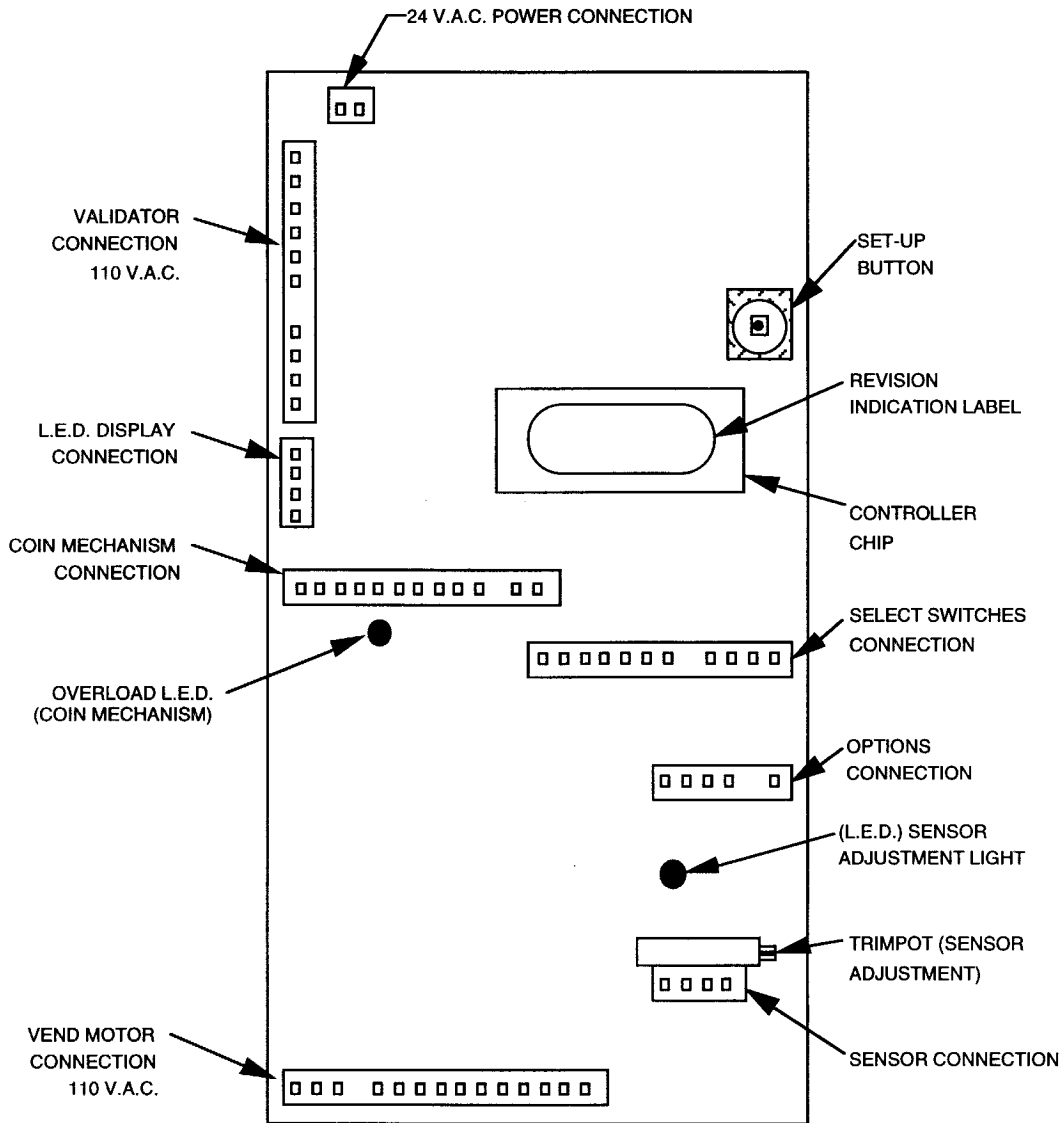 24 V.A.C. POWER CONNECTION
VALIDATOR
CONNECTION
110 V.A.C.
SET-UP
BUTTON
REVISION
INDICATION LABEL
L.E.D. DISPLAY
CONNECTION
CONTROLLER
CHIP
COIN MECHANISM
CONNECTION
SELECT SWITCHES
CONNECTION
OVERLOAD L.E.D.
(COIN MECHANISM)
OPTIONS
CONNECTION
(L.E.D.) SENSOR
ADJUSTMENT LIGHT
TRIMPOT (SENSOR
ADJUSTMENT)
VEND MOTOR
CONNECTION
110 V.A.C.
SENSOR CONNECTION